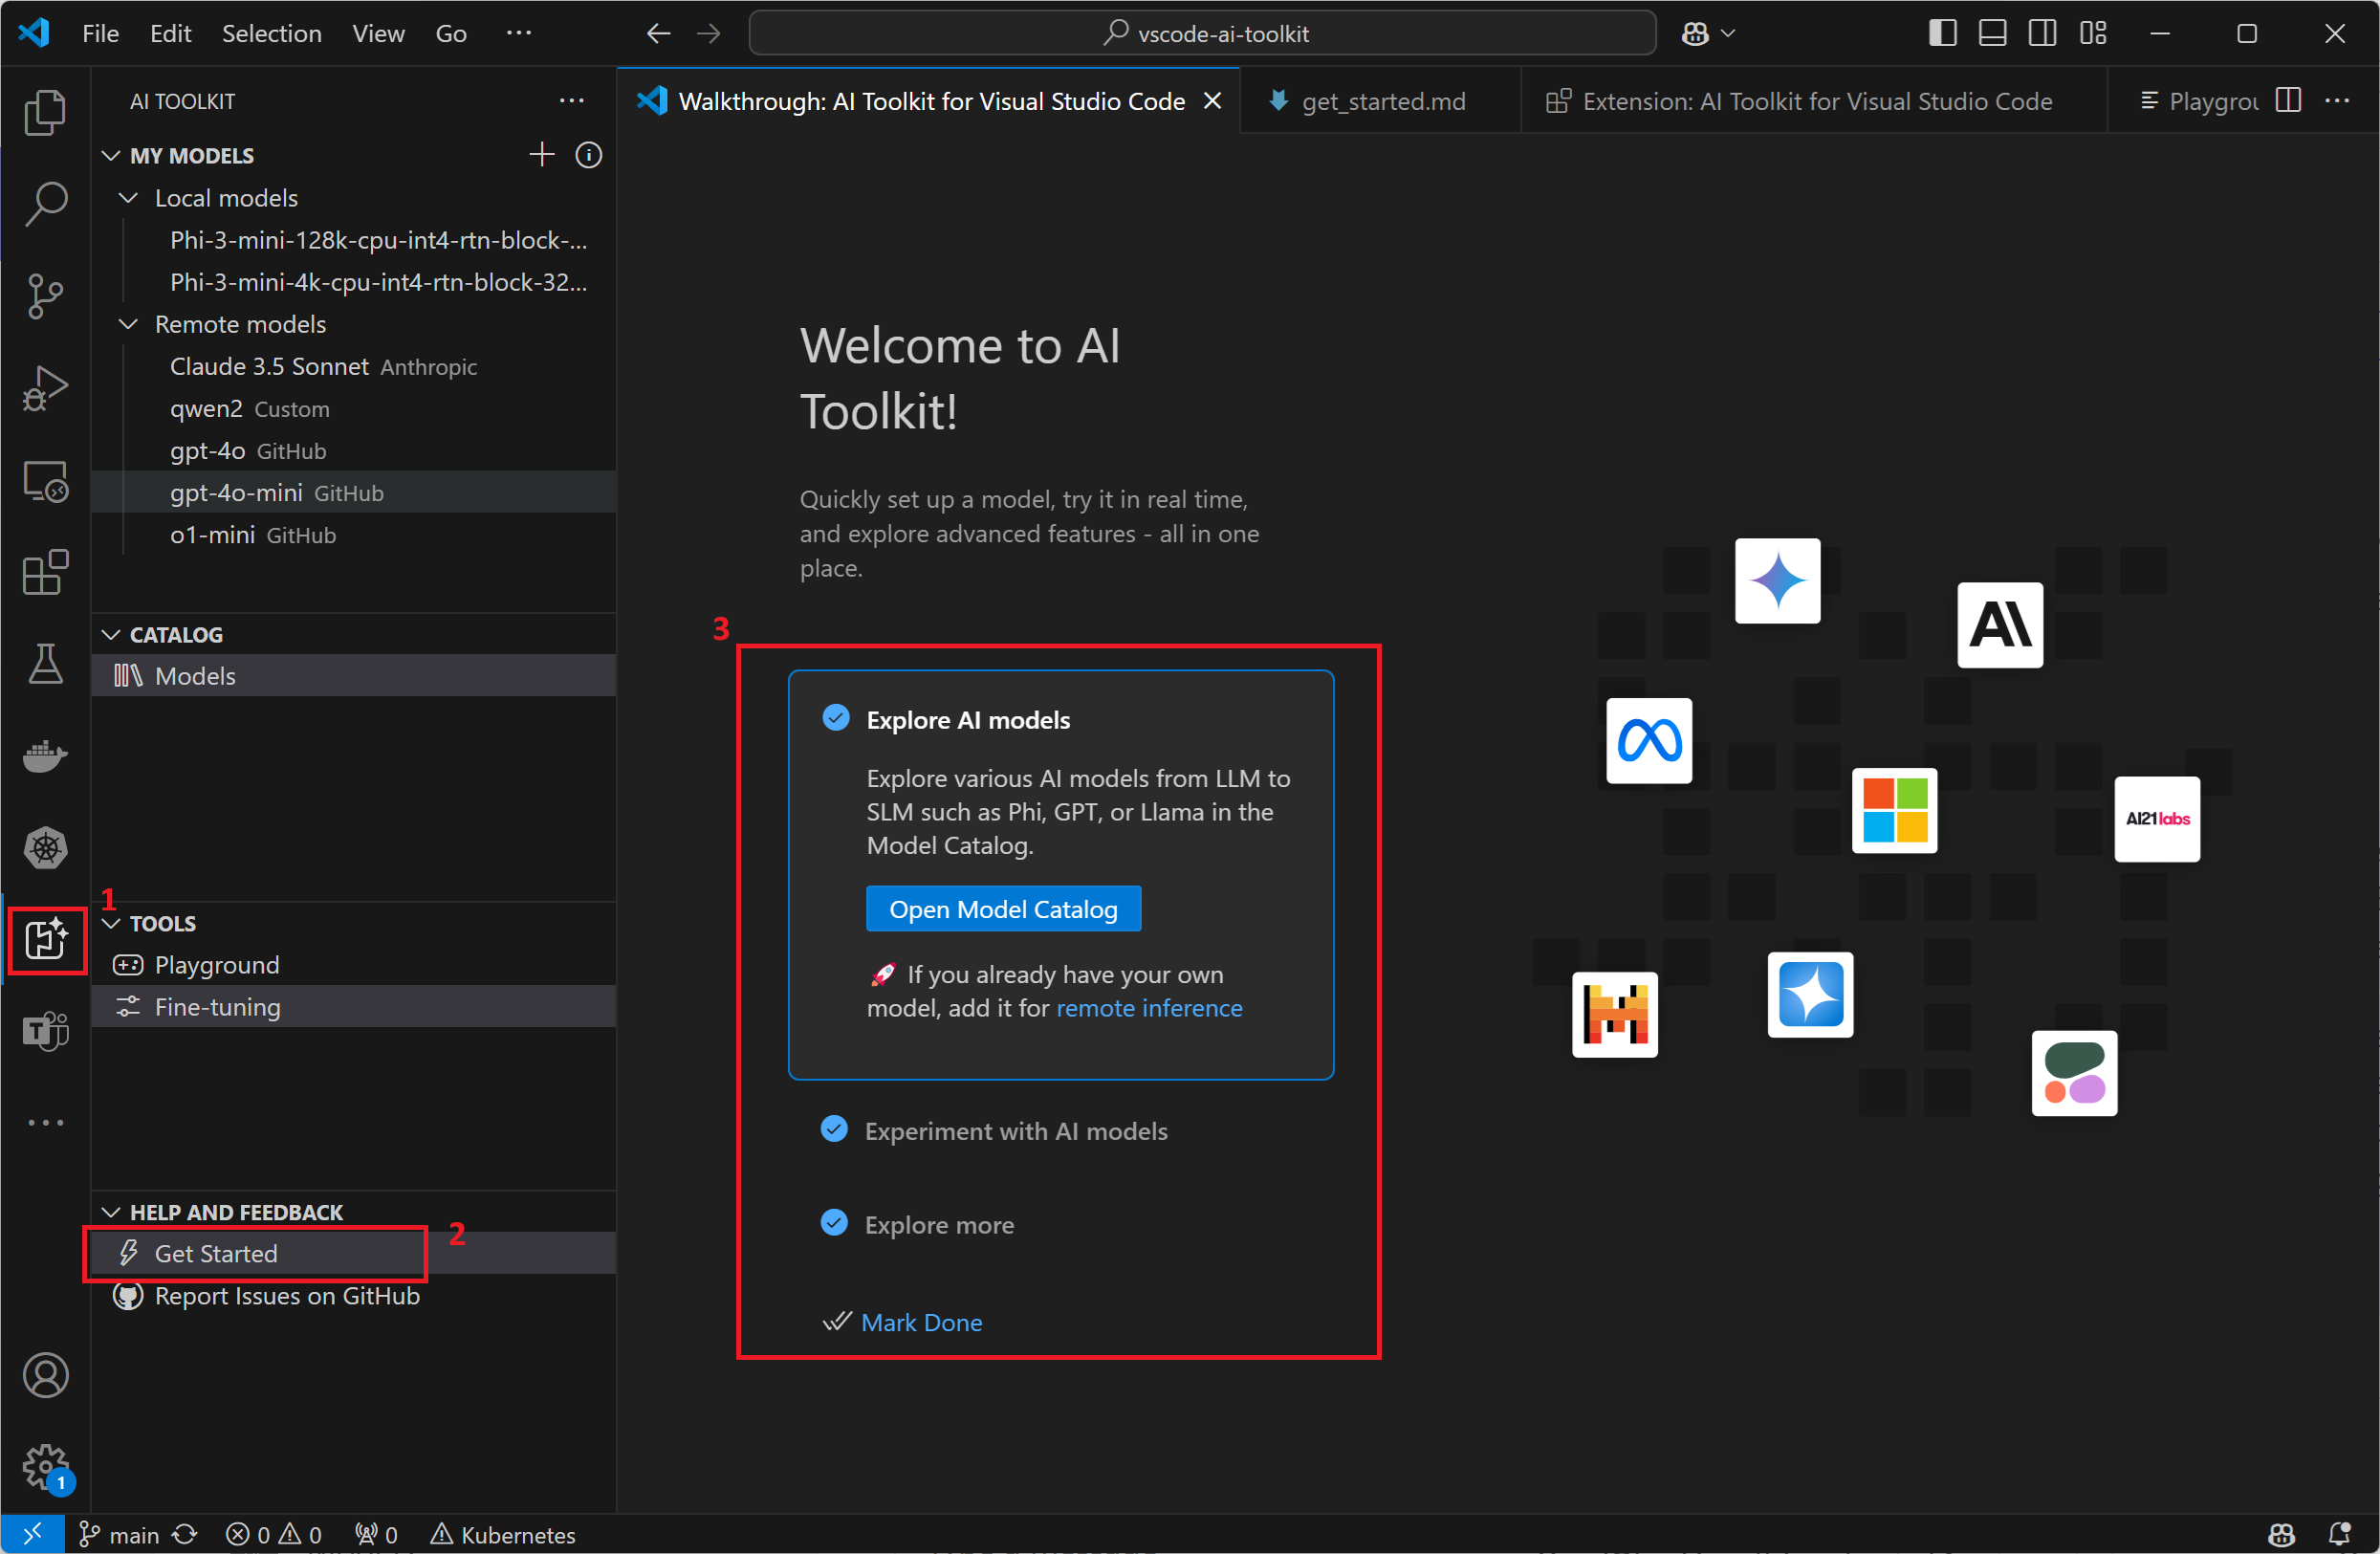 File Edit Selection View Go ···
vscode-ai-toolkit
AI TOOLKIT
MY MODELS
Local models
Phi-3-mini-128k-cpu-int4-rtn-block-...
Phi-3-mini-4k-cpu-int4-rtn-block-32...
Remote models
Claude 3.5 Sonnet Anthropic
qwen2 Custom
gpt-4o GitHub
gpt-4o-mini GitHub
o1-mini GitHub
CATALOG
Models
1
TOOLS
Playground
Fine-tuning
HELP AND FEEDBACK
2
Get Started
Report Issues on GitHub
1
Walkthrough: AI Toolkit for Visual Studio Code
get_started.md
Extension: AI Toolkit for Visual Studio Code
Playgrou
Welcome to AI
Toolkit!
Quickly set up a model, try it in real time,
and explore advanced features - all in one
place.
3
Explore AI models
Explore various AI models from LLM to
SLM such as Phi, GPT, or Llama in the
Model Catalog.
Open Model Catalog
🚀 If you already have your own
model, add it for remote inference
Experiment with AI models
Explore more
Mark Done
AI21labs
main 0 0 0 Kubernetes